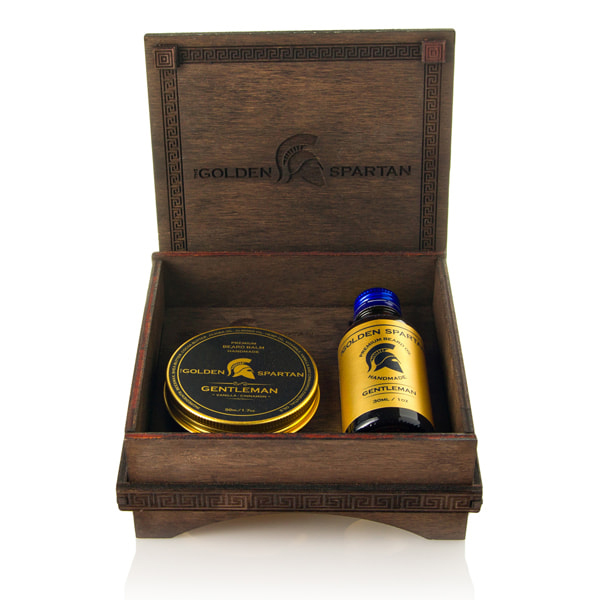 THE GOLDEN SPARTAN
PREMIUM
BEARD BALM
HANDMADE
GOLDEN SPARTAN
GENTLEMAN
VANILLA · CINNAMON
GOLDEN SPARTAN
PREMIUM BEARD OIL
HANDMADE
GENTLEMAN
30ML / 1oz